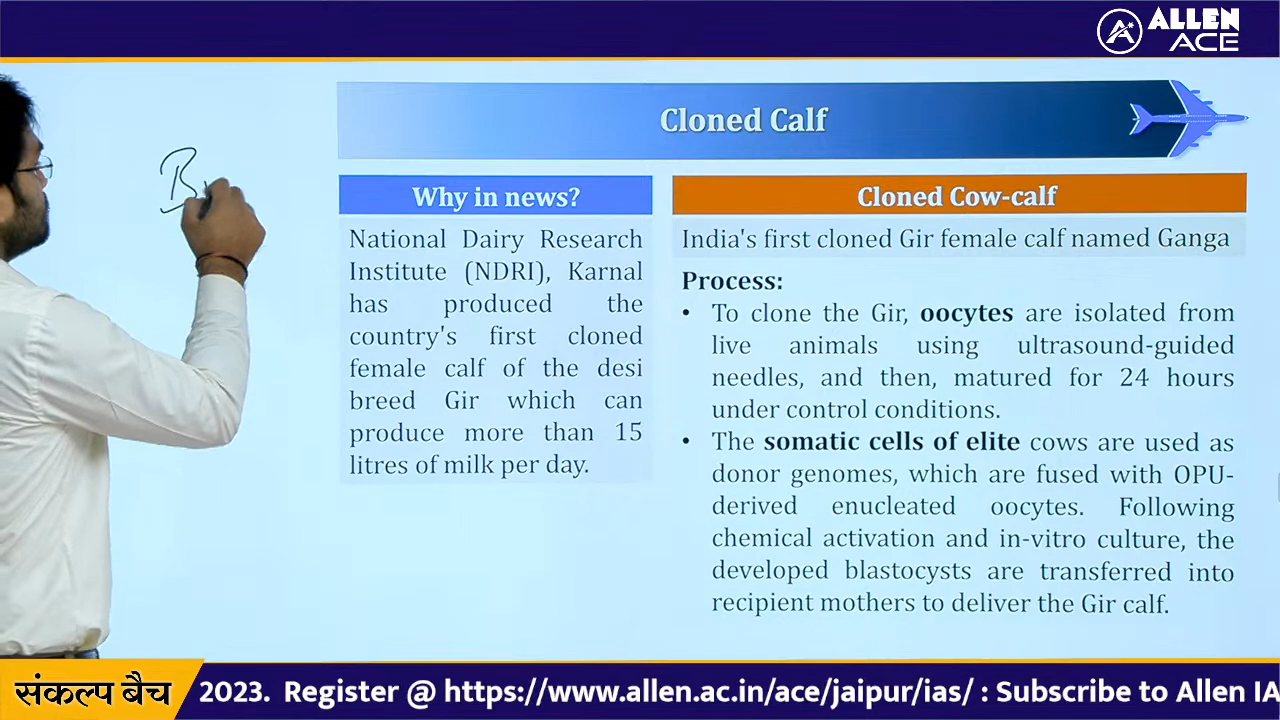 ALLEN
ACE
Cloned Calf
Why in news?
National Dairy Research
Institute (NDRI), Karnal
has produced the
country's first cloned
female calf of the desi
breed Gir which can
produce more than 15
litres of milk per day.
Cloned Cow-calf
India's first cloned Gir female calf named Ganga
Process:
• To clone the Gir, oocytes are isolated from
live animals using ultrasound-guided
needles, and then, matured for 24 hours
under control conditions.
• The somatic cells of elite cows are used as
donor genomes, which are fused with OPU-
derived enucleated oocytes. Following
chemical activation and in-vitro culture, the
developed blastocysts are transferred into
recipient mothers to deliver the Gir calf.
संकल्प बैच
2023. Register @ https://www.allen.ac.in/ace/jaipur/ias/ : Subscribe to Allen IA